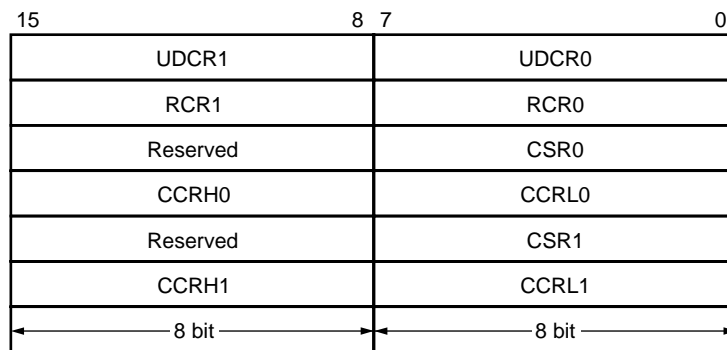 15 8 7 0
UDCR1 UDCR0
RCR1 RCR0
Reserved CSR0
CCRH0 CCRL0
Reserved CSR1
CCRH1 CCRL1
8 bit 8 bit